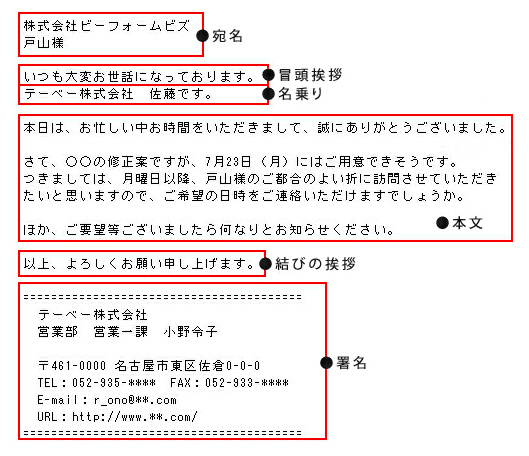 株式会社ビーフォームビズ
戸山様
●宛名
いつも大変お世話になっております。
●冒頭挨拶
テーベー株式会社　佐藤です。
●名乗り
本日は、お忙しい中お時間をいただきまして、誠にありがとうございました。
さて、〇〇の修正案ですが、7月23日（月）にはご用意できそうです。
つきましては、月曜日以降、戸山様のご都合のよい折に訪問させていただき
たいと思いますので、ご希望の日時をご連絡いただけますでしょうか。
ほか、ご要望等ございましたら何なりとお知らせください。
●本文
以上、よろしくお願い申し上げます。
●結びの挨拶
========================================
テーベー株式会社
営業部　営業一課　小野令子
〒461-0000 名古屋市東区佐倉0-0-0
TEL：052-935-****　FAX：052-933-****
E-mail：r_ono@**.com
URL：http://www.**.com/
========================================
●署名